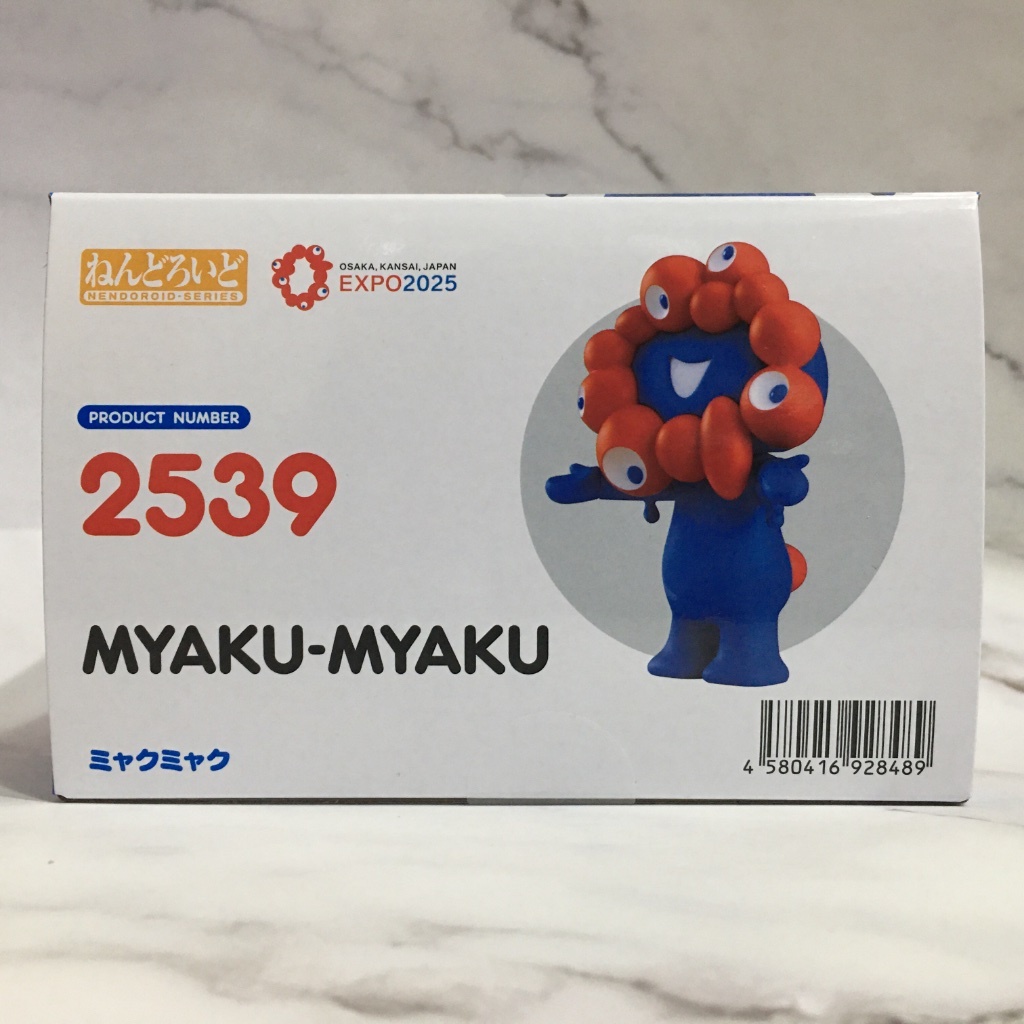 ねんどろいど
NENDOROID-SERIES
OSAKA, KANSAI, JAPAN
EXPO2025
PRODUCT NUMBER
2539
MYAKU-MYAKU
ミャクミャク
4 580416 928489